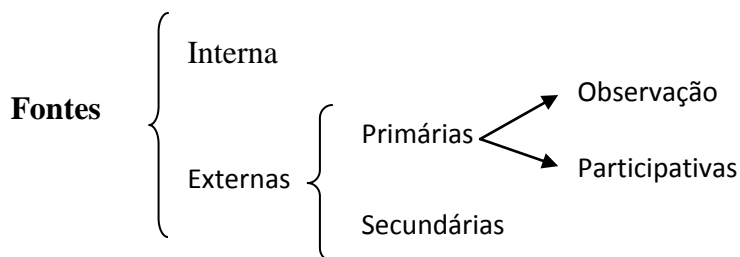 Interna
Observação
Fontes
Primárias
Participativas
Externas
Secundárias